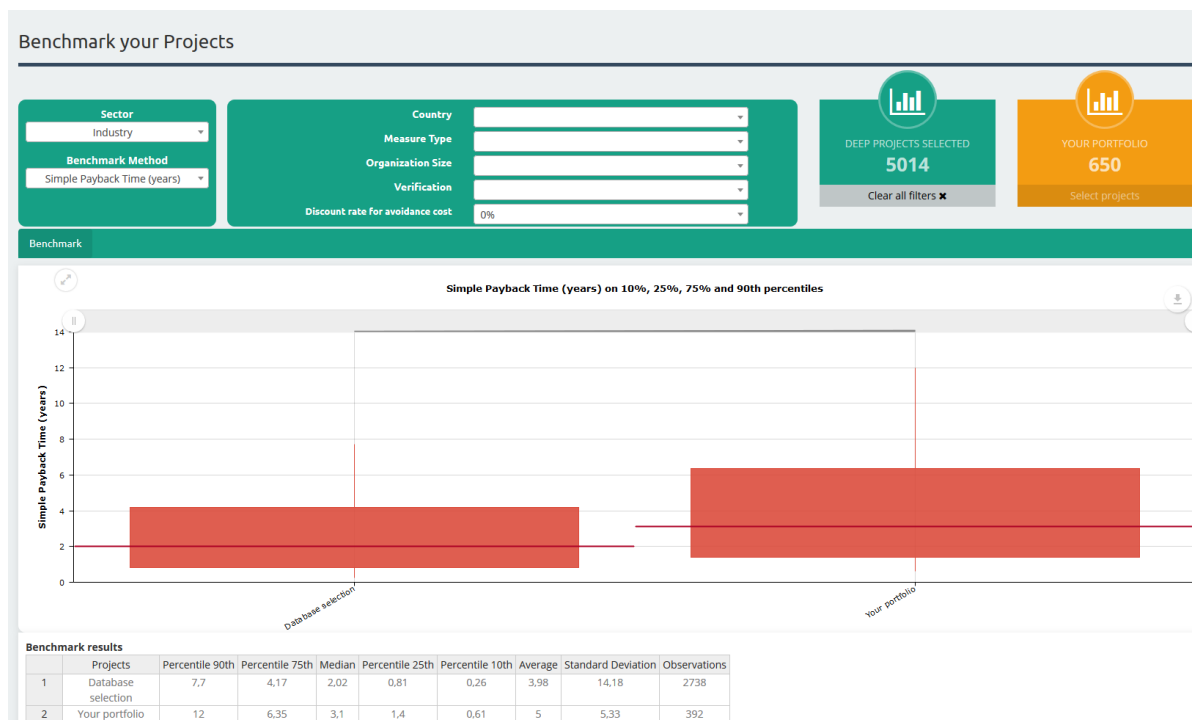 Benchmark your Projects
Sector
Industry
Benchmark Method
Simple Payback Time (years)
Country
Measure Type
Organization Size
Verification
Discount rate for avoidance cost
0%
DEEP PROJECTS SELECTED
5014
Clear all filters ✖
YOUR PORTFOLIO
650
Select projects
Benchmark
Simple Payback Time (years) on 10%, 25%, 75% and 90th percentiles
Simple Payback Time (years)
14
12
10
8
6
4
2
0
Database selection
Your portfolio
Benchmark results
Projects Percentile 90th Percentile 75th Median Percentile 25th Percentile 10th Average Standard Deviation Observations
1 Database 7,7 4,17 2,02 0,81 0,26 3,98 14,18 2738
selection
2 Your portfolio 12 6,35 3,1 1,4 0,61 5 5,33 392